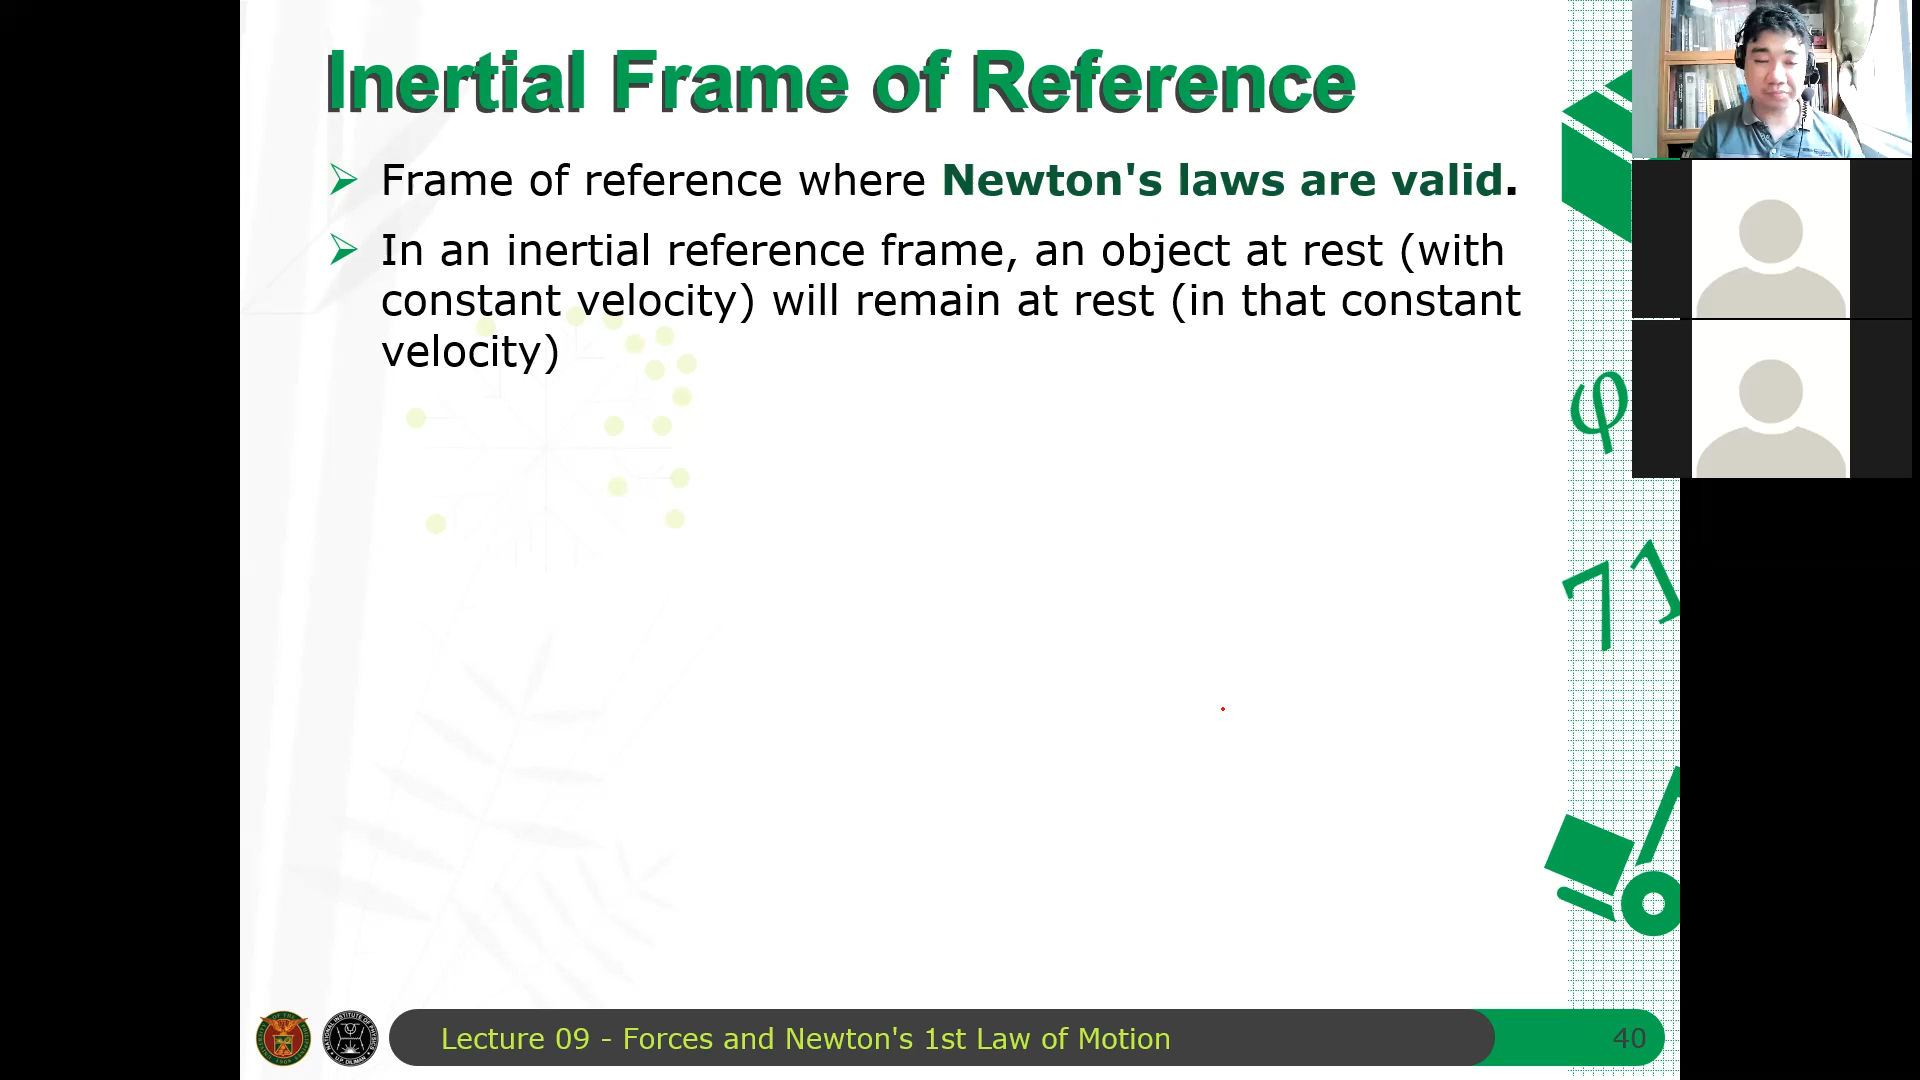 Inertial Frame of Reference
Frame of reference where Newton's laws are valid.
In an inertial reference frame, an object at rest (with
constant velocity) will remain at rest (in that constant
velocity)
φ
71
Lecture 09 - Forces and Newton's 1st Law of Motion
40